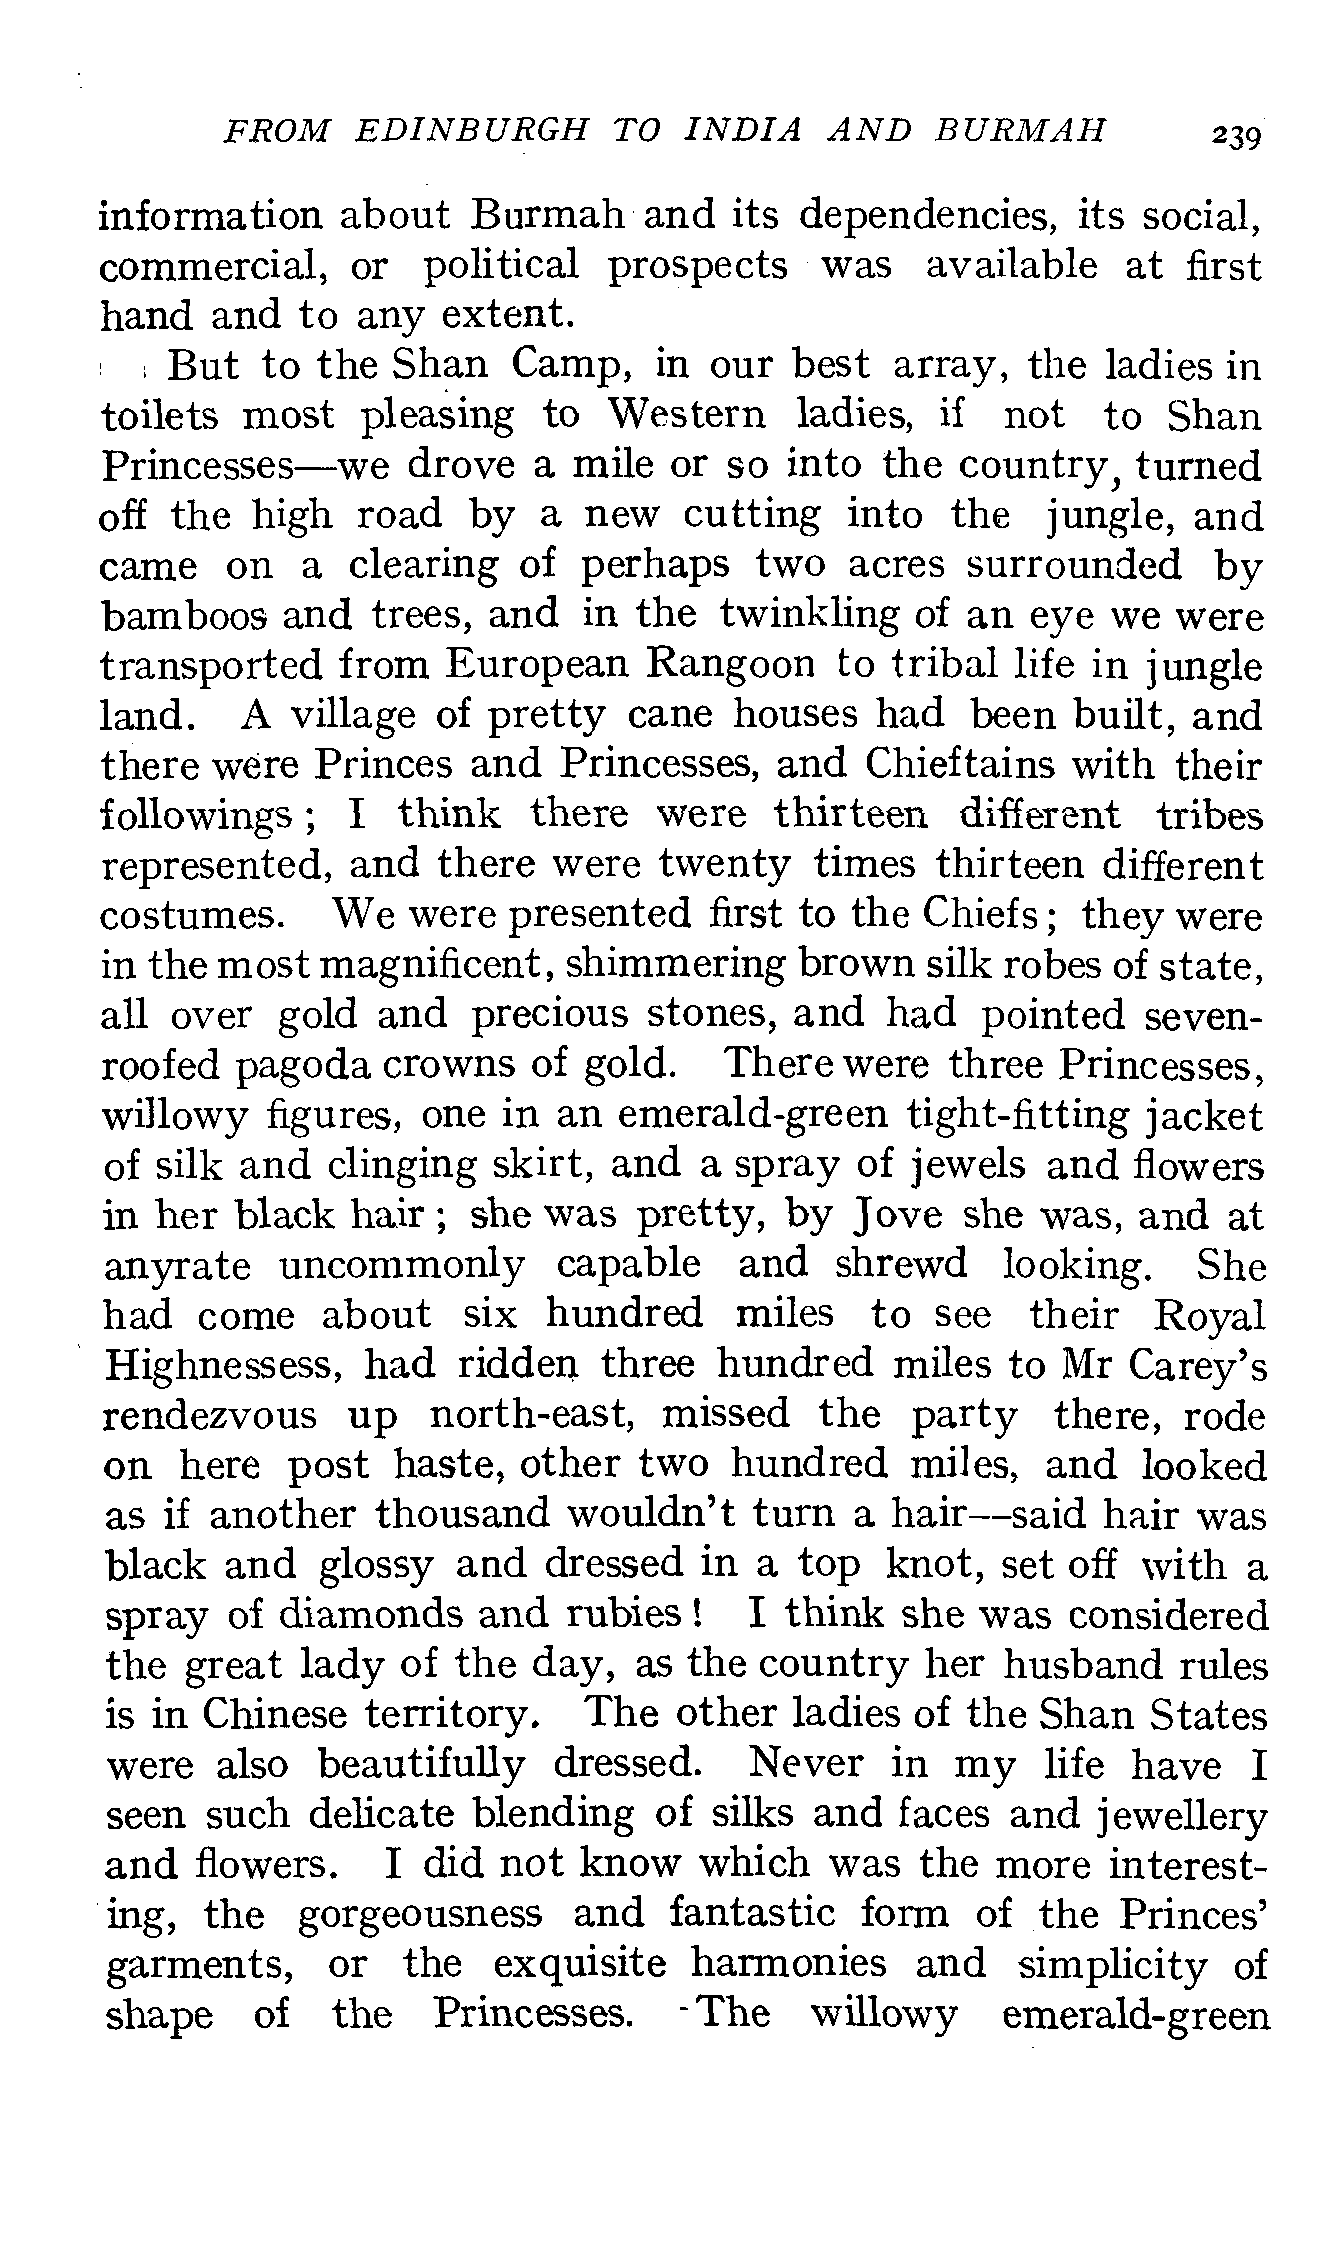 FROM EDINBURGH TO INDIA AND BURMAH 239
information about Burmah and its dependencies, its social,
commercial, or political prospects was available at first
hand and to any extent.
But to the Shan Camp, in our best array, the ladies in
toilets most pleasing to Western ladies, if not to Shan
Princesses—we drove a mile or so into the country, turned
off the high road by a new cutting into the jungle, and
came on a clearing of perhaps two acres surrounded by
bamboos and trees, and in the twinkling of an eye we were
transported from European Rangoon to tribal life in jungle
land. A village of pretty cane houses had been built, and
there were Princes and Princesses, and Chieftains with their
followings ; I think there were thirteen different tribes
represented, and there were twenty times thirteen different
costumes. We were presented first to the Chiefs ; they were
in the most magnificent, shimmering brown silk robes of state,
all over gold and precious stones, and had pointed seven-
roofed pagoda crowns of gold. There were three Princesses,
willowy figures, one in an emerald-green tight-fitting jacket
of silk and clinging skirt, and a spray of jewels and flowers
in her black hair ; she was pretty, by Jove she was, and at
anyrate uncommonly capable and shrewd looking. She
had come about six hundred miles to see their Royal
Highnessess, had ridden three hundred miles to Mr Carey's
rendezvous up north-east, missed the party there, rode
on here post haste, other two hundred miles, and looked
as if another thousand wouldn't turn a hair—said hair was
black and glossy and dressed in a top knot, set off with a
spray of diamonds and rubies ! I think she was considered
the great lady of the day, as the country her husband rules
is in Chinese territory. The other ladies of the Shan States
were also beautifully dressed. Never in my life have I
seen such delicate blending of silks and faces and jewellery
and flowers. I did not know which was the more interest-
ing, the gorgeousness and fantastic form of the Princes'
garments, or the exquisite harmonies and simplicity of
shape of the Princesses. The willowy emerald-green